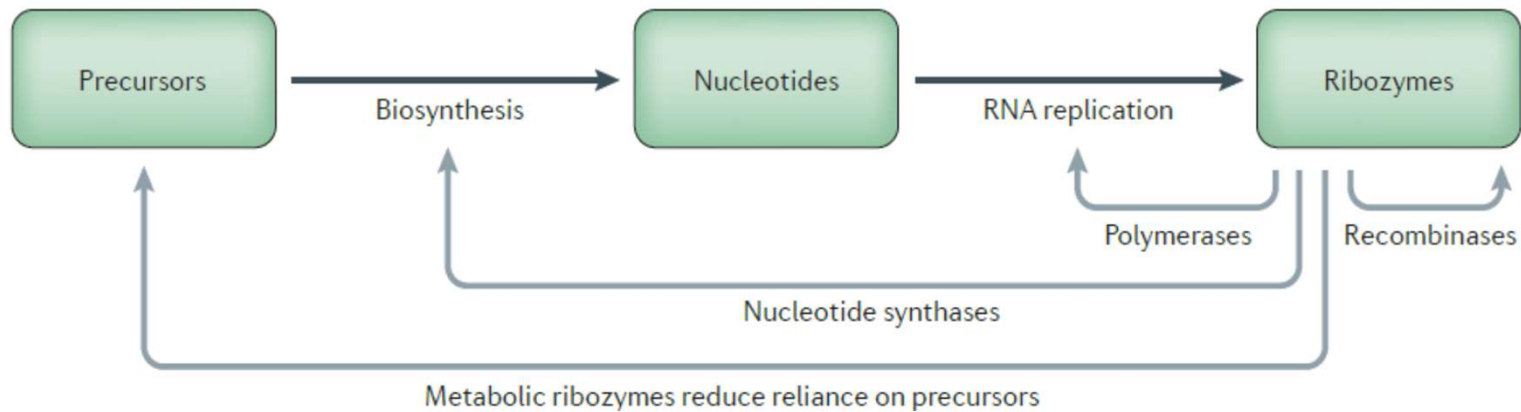 Precursors
Biosynthesis
Nucleotides
RNA replication
Ribozymes
Polymerases
Recombinases
Nucleotide synthases
Metabolic ribozymes reduce reliance on precursors